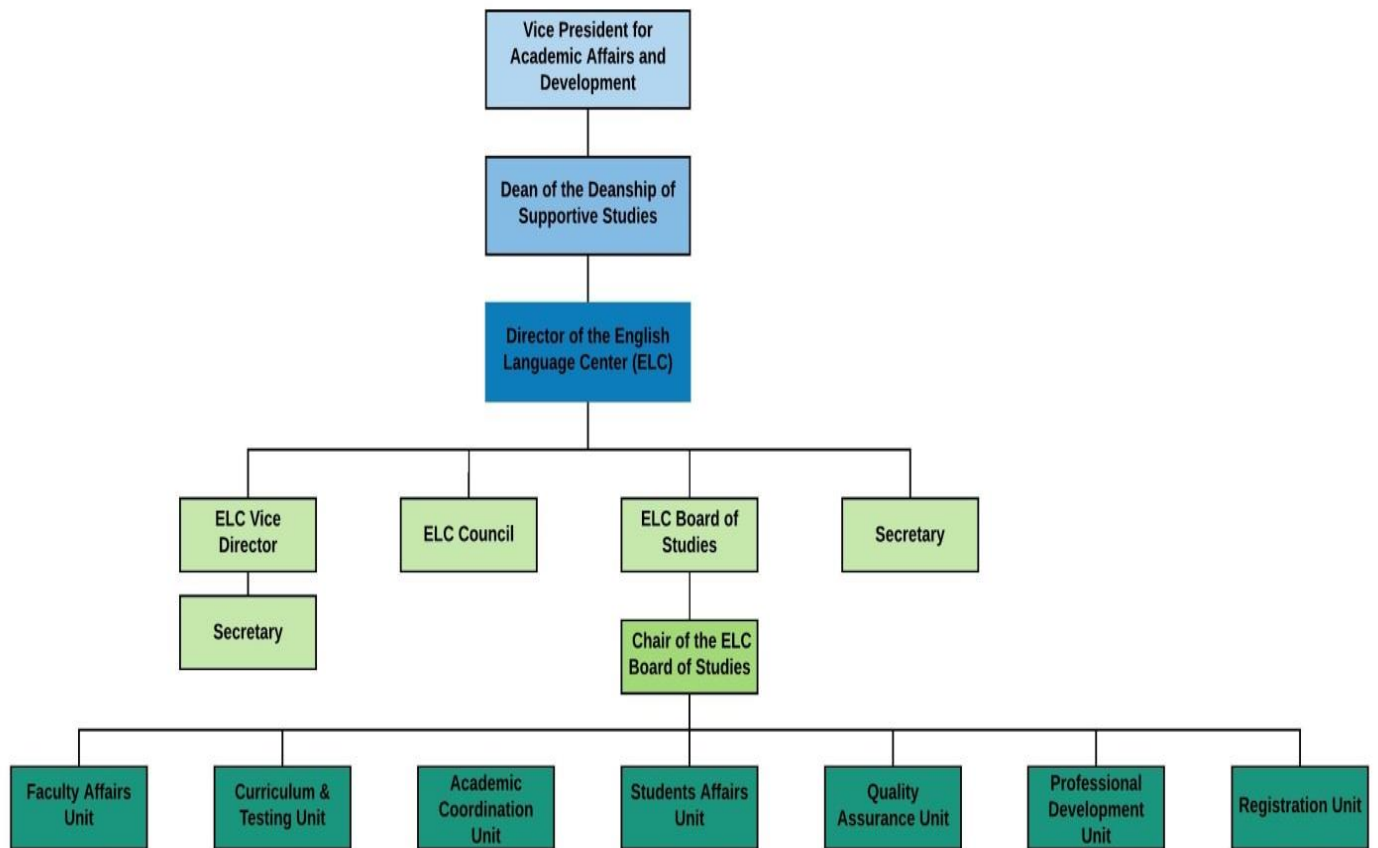 Vice President for
Academic Affairs and
Development
Dean of the Deanship of
Supportive Studies
Director of the English
Language Center (ELC)
ELC Vice
Director
ELC Council
ELC Board of
Studies
Secretary
Secretary
Chair of the ELC
Board of Studies
Faculty Affairs
Unit
Curriculum &
Testing Unit
Academic
Coordination
Unit
Students Affairs
Unit
Quality
Assurance Unit
Professional
Development
Unit
Registration Unit